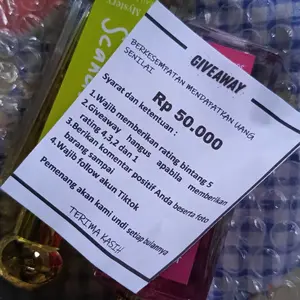 Mystery
Scarl
GIVEAWAY
BERKESEMPATAN MENDAPATKAN UANG
SENILAI
Rp 50.000
Syarat dan ketentuan :
1.Wajib memberikan rating bintang 5
2.Giveaway hangus apabila memberikan
rating 4,3,2 dan 1
3.Berikan komentar positif Anda beserta foto
barang sampai
4.Wajib follow akun Tiktok
Pemenang akan kami undi setiap bulannya
TERIMA KASIH